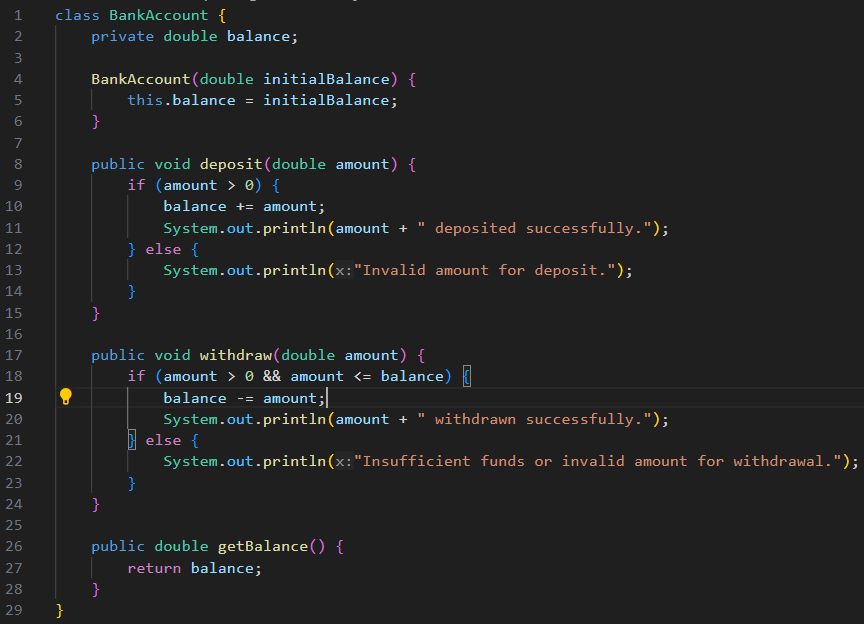 1 class BankAccount {
2 private double balance;
3
4 BankAccount(double initialBalance) {
5 this.balance = initialBalance;
6 }
7
8 public void deposit(double amount) {
9 if (amount > 0) {
10 balance += amount;
11 System.out.println(amount + " deposited successfully.");
12 } else {
13 System.out.println(x:"Invalid amount for deposit.");
14 }
15 }
16
17 public void withdraw(double amount) {
18 if (amount > 0 && amount <= balance) {
19 balance -= amount;
20 System.out.println(amount + " withdrawn successfully.");
21 } else {
22 System.out.println(x:"Insufficient funds or invalid amount for withdrawal.");
23 }
24 }
25
26 public double getBalance() {
27 return balance;
28 }
29 }